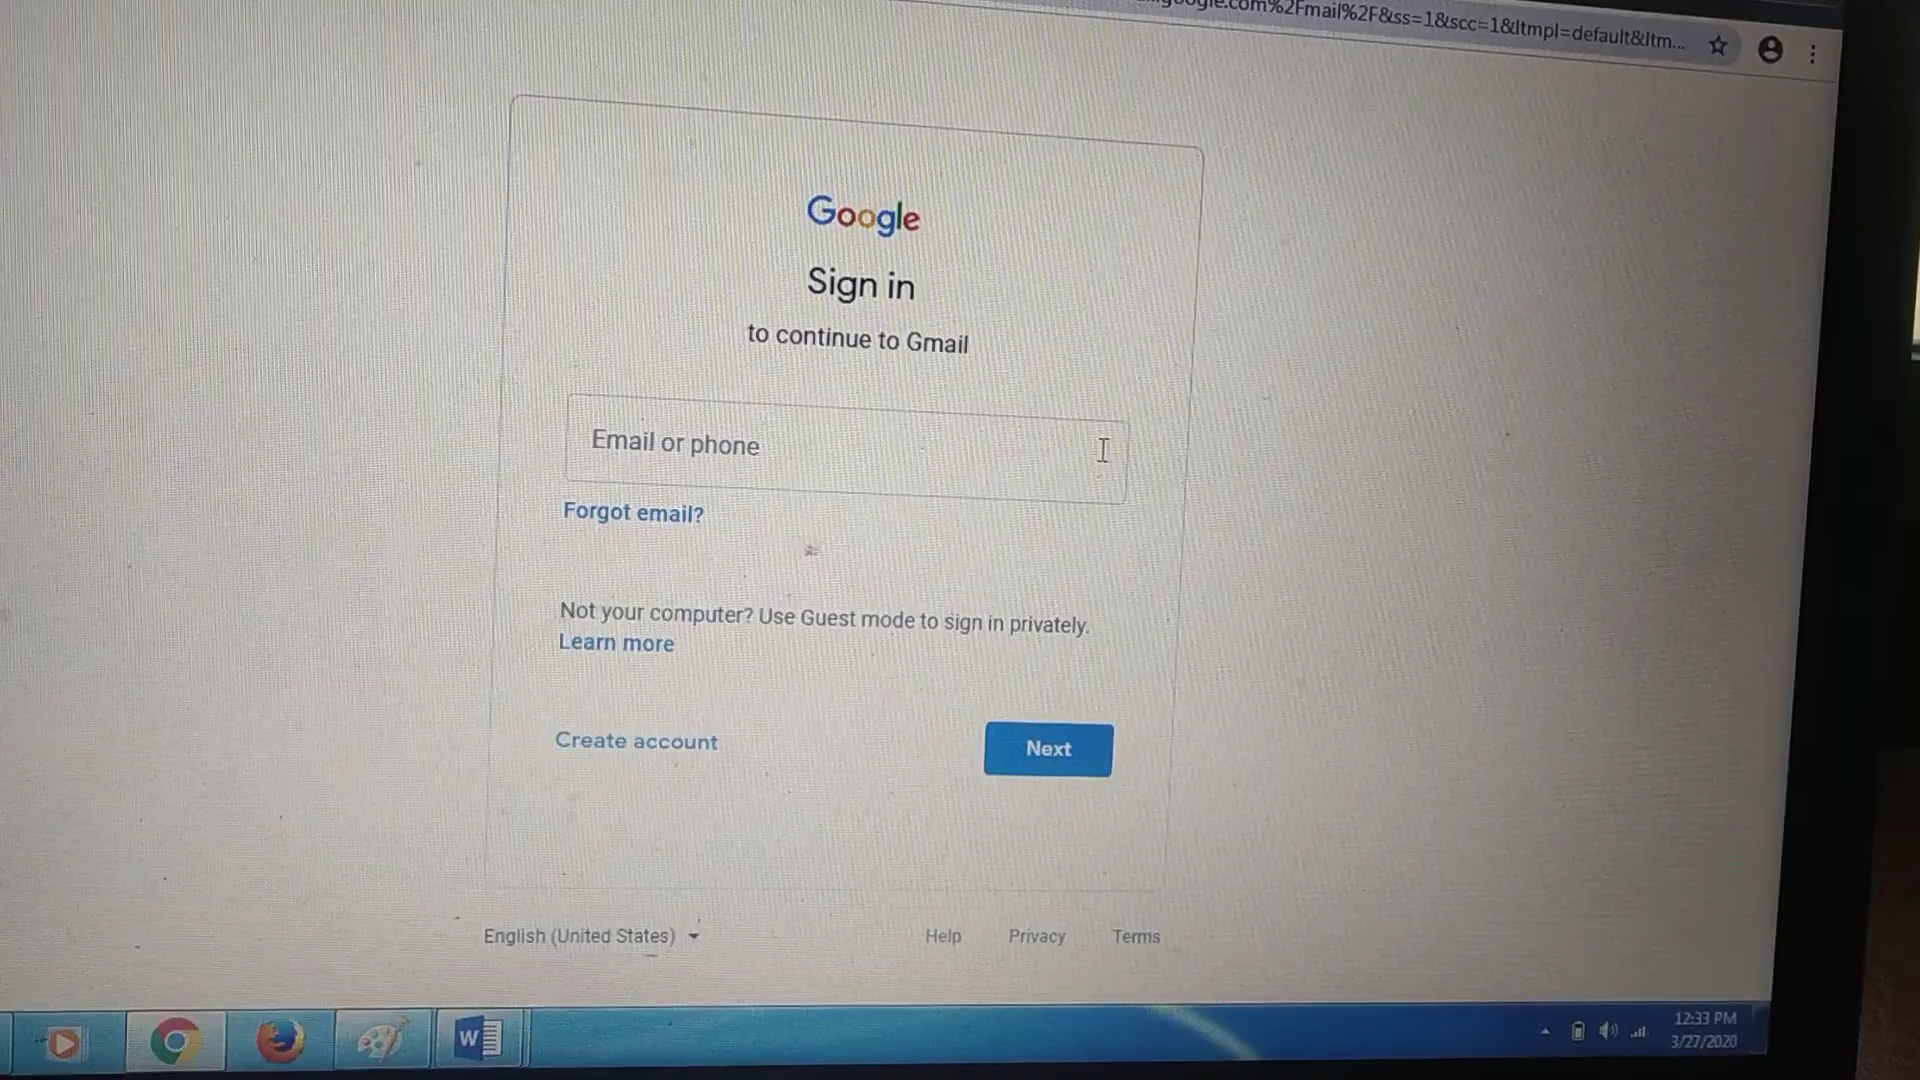 google.com%2Fmail%2F&ss=1&scc=1&ltmpl=default&ltm...
Google
Sign in
to continue to Gmail
Email or phone
Forgot email?
Not your computer? Use Guest mode to sign in privately.
Learn more
Create account
Next
English (United States)
Help Privacy Terms
W
12:33 PM
3/27/2020